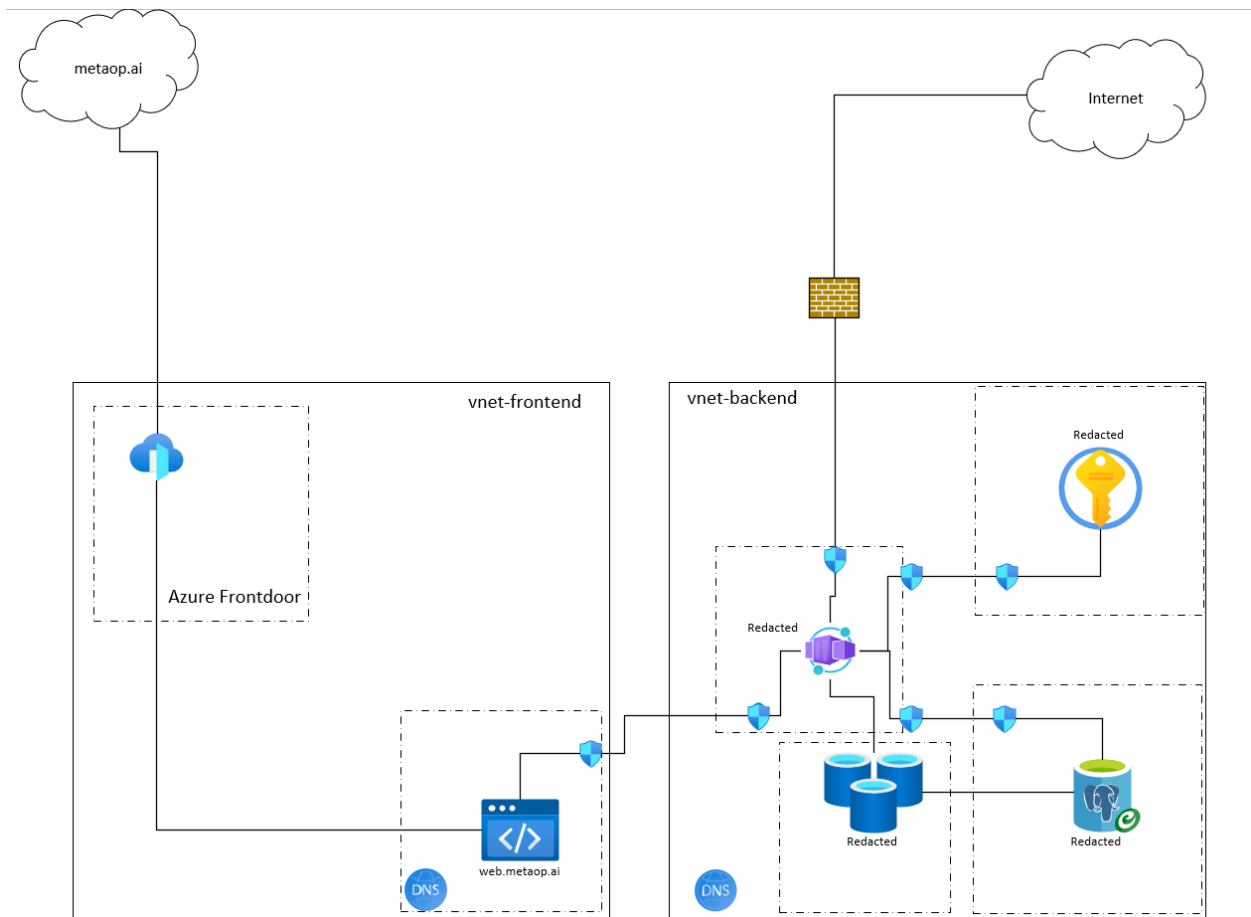 metaop.ai
Internet
vnet-frontend
Azure Frontdoor
web.metaop.ai
DNS
vnet-backend
Redacted
Redacted
Redacted
Redacted
DNS